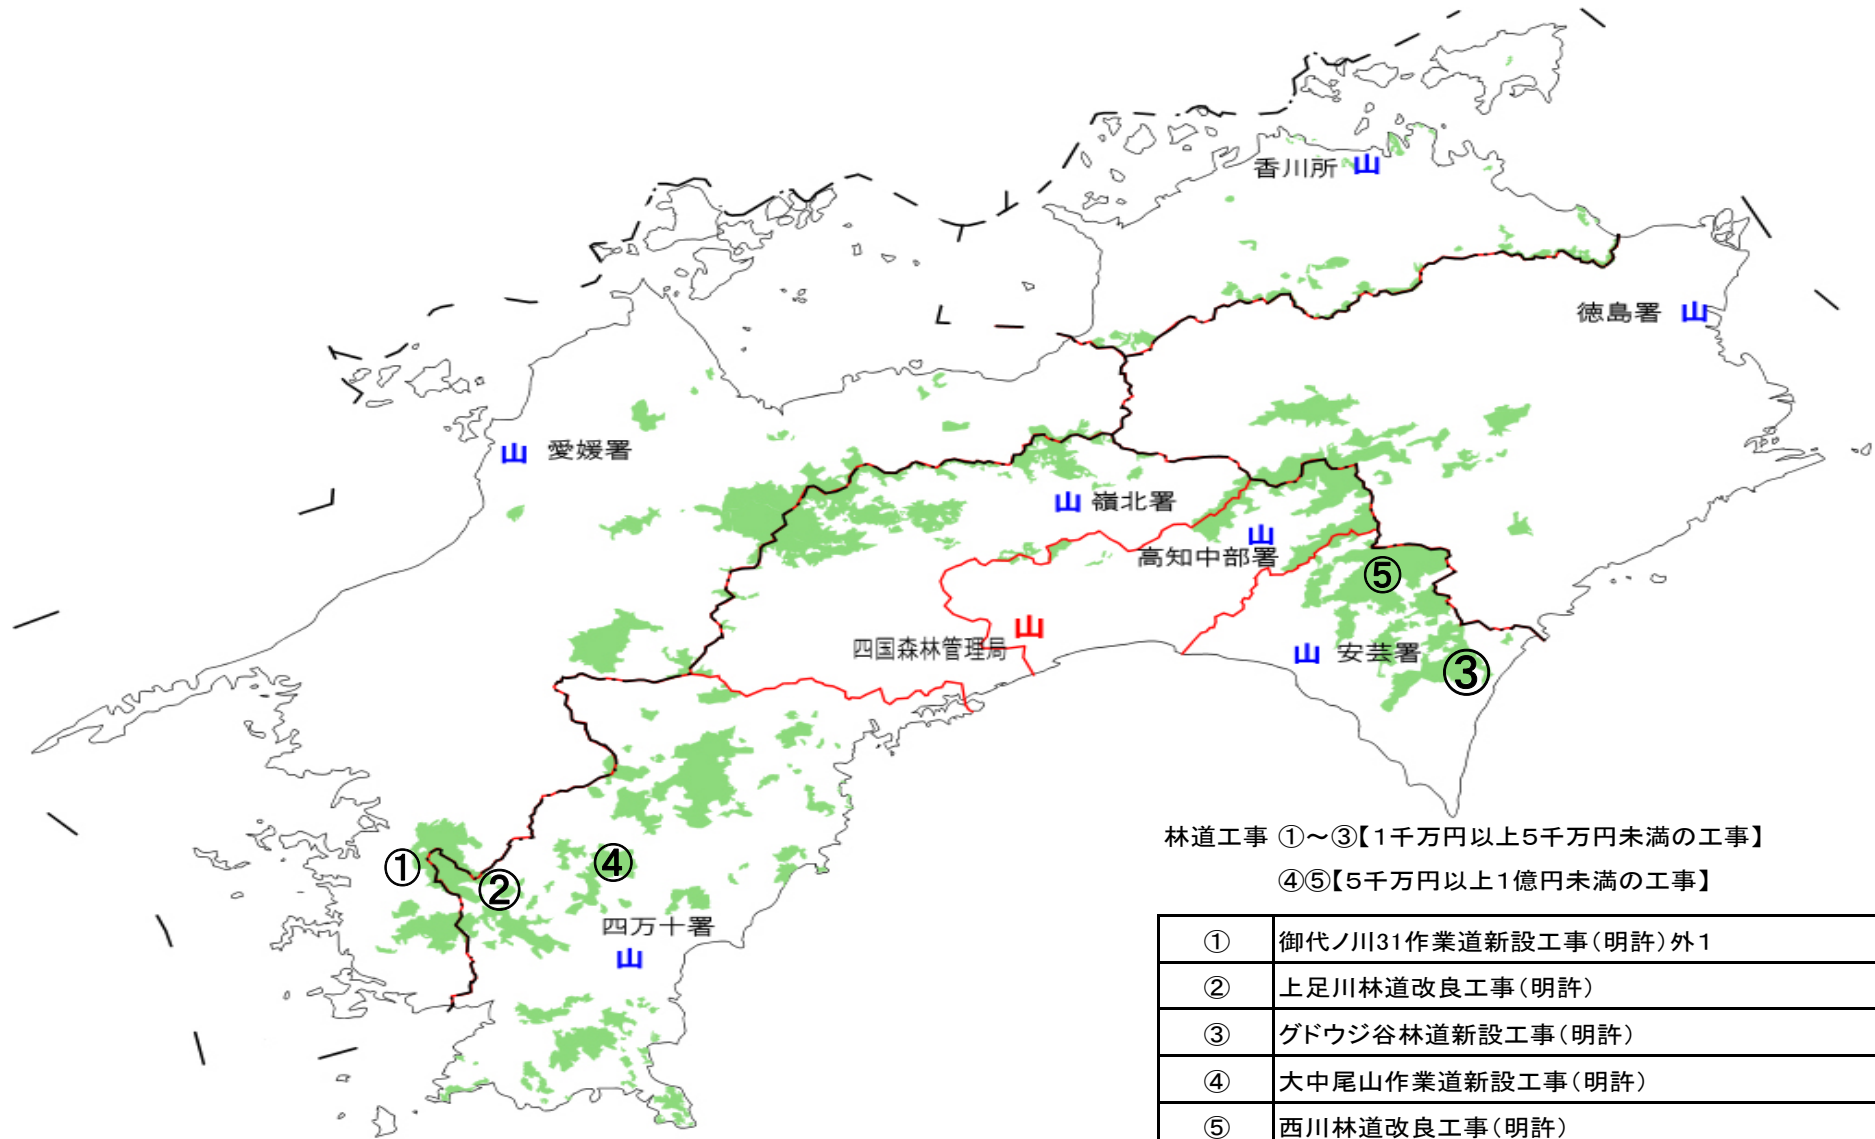 香川所
徳島署
愛媛署
嶺北署
高知中部署
⑤
四国森林管理局
安芸署
③
林道工事 ①～③【1千万円以上5千万円未満の工事】
④⑤【5千万円以上1億円未満の工事】
①
②
④
四万十署
① 御代ノ川31作業道新設工事(明許)外1
② 上足川林道改良工事(明許)
③ グドウジ谷林道新設工事(明許)
④ 大中尾山作業道新設工事(明許)
⑤ 西川林道改良工事(明許)